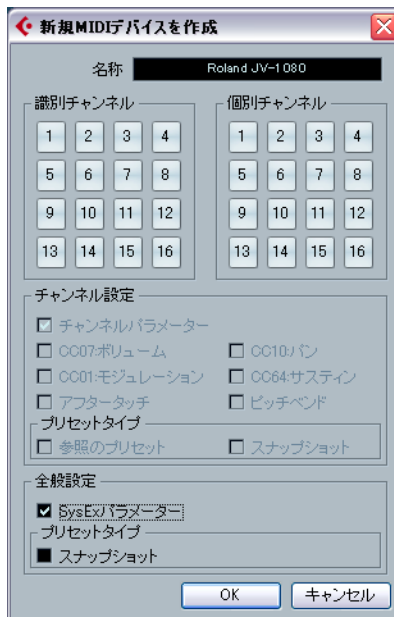 新規MIDIデバイスを作成
名称 Roland JV-1080
識別チャンネル 個別チャンネル
1 2 3 4 1 2 3 4
5 6 7 8 5 6 7 8
9 10 11 12 9 10 11 12
13 14 15 16 13 14 15 16
チャンネル設定
チャンネルパラメーター
CC07:ボリューム CC10:パン
CC01:モジュレーション CC64:サスティン
アフタータッチ ピッチベンド
プリセットタイプ
参照のプリセット スナップショット
全般設定
SysExパラメーター
プリセットタイプ
スナップショット
OK キャンセル